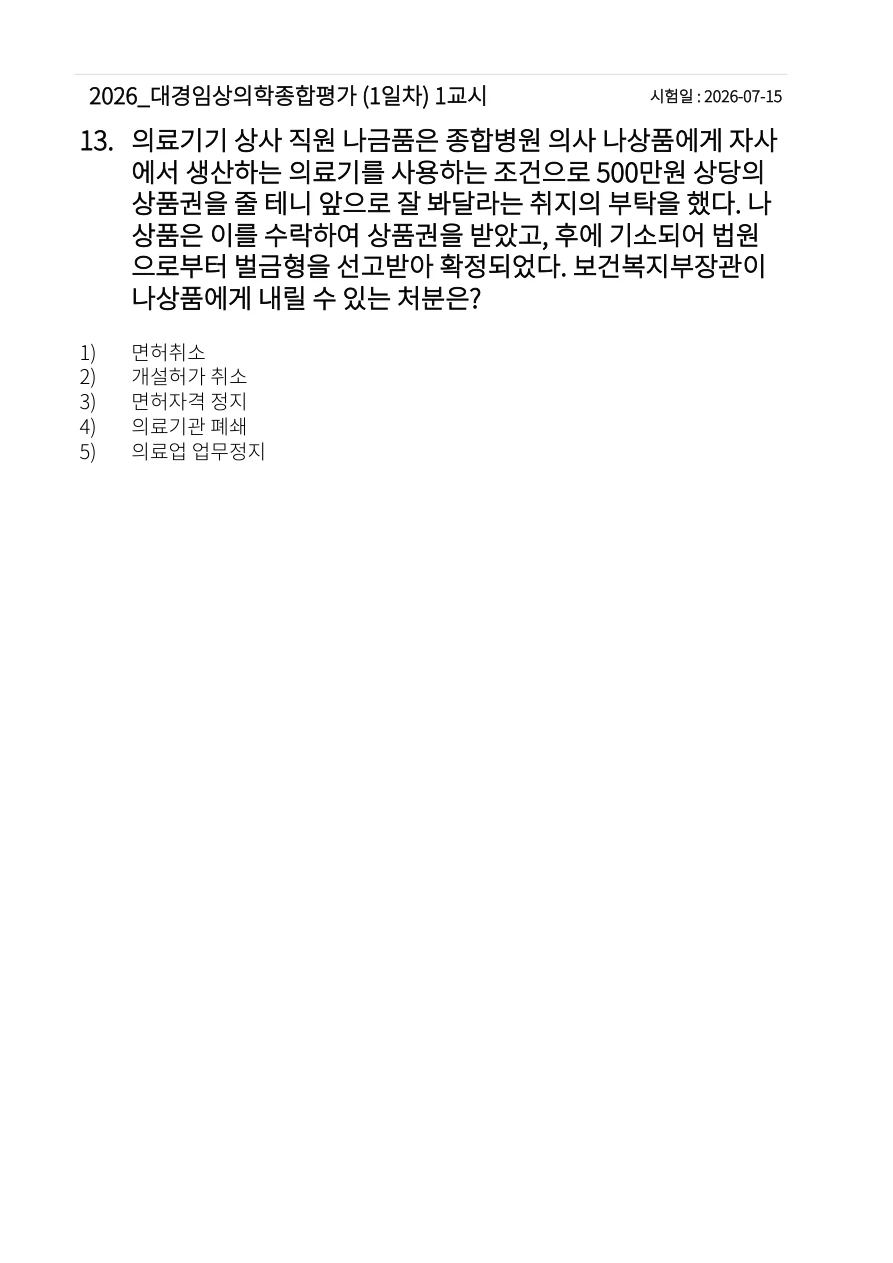 2026_대경임상의학종합평가 (1일차) 1교시
시험일 : 2026-07-15
13. 의료기기 상사 직원 나금품은 종합병원 의사 나상품에게 자사
에서 생산하는 의료기를 사용하는 조건으로 500만원 상당의
상품권을 줄 테니 앞으로 잘 봐달라는 취지의 부탁을 했다. 나
상품은 이를 수락하여 상품권을 받았고, 후에 기소되어 법원
으로부터 벌금형을 선고받아 확정되었다. 보건복지부장관이
나상품에게 내릴 수 있는 처분은?
1) 면허취소
2) 개설허가 취소
3) 면허자격 정지
4) 의료기관 폐쇄
5) 의료업 업무정지